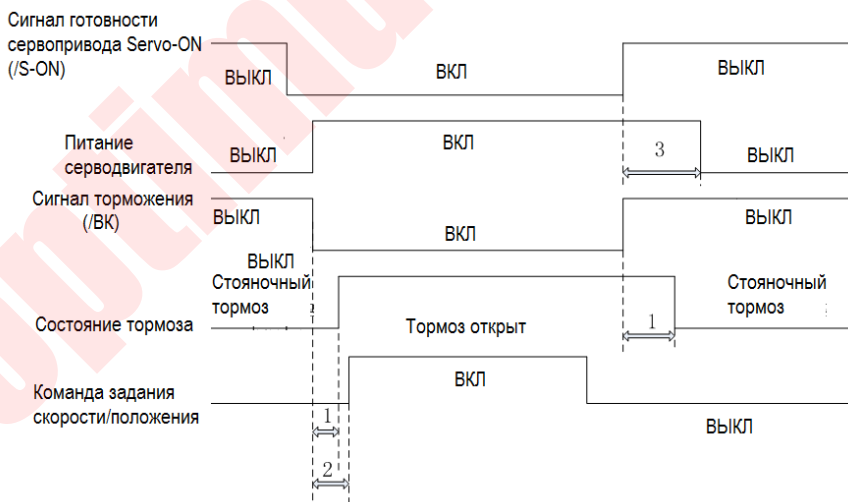 Сигнал готовности
сервопривода Servo-ON
(/S-ON)
ВЫКЛ
ВКЛ
ВЫКЛ
Питание
серводвигателя
ВЫКЛ
ВКЛ
3
ВЫКЛ
Сигнал торможения
(/ВК)
ВЫКЛ
ВКЛ
ВЫКЛ
ВЫКЛ
Стояночный
тормоз
Стояночный
тормоз
Состояние тормоза
Тормоз открыт
1
Команда задания
скорости/положения
ВКЛ
ВЫКЛ
1
2
optimu